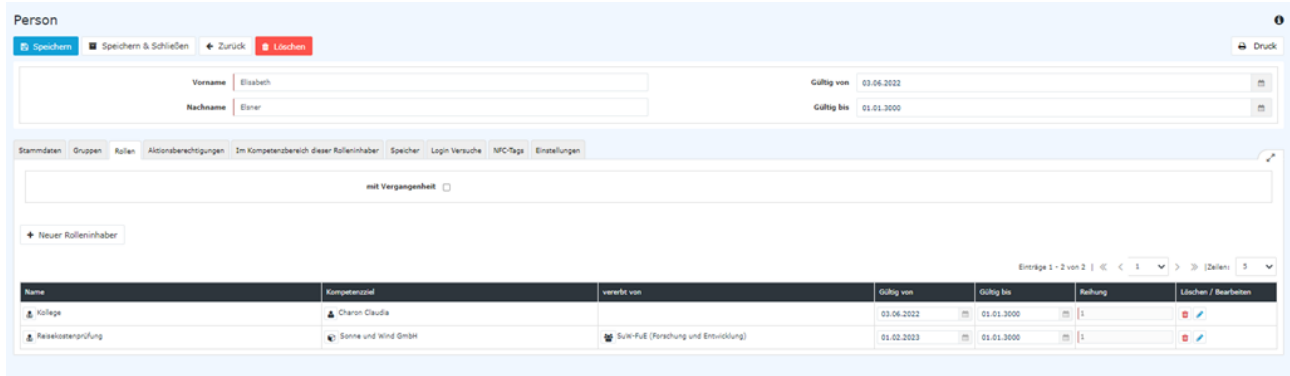 Person
Speichern Speichern & Schließen Zurück Löschen Druck
Vorname Elisabeth Gültig von 03.06.2022
Nachname Elsner Gültig bis 01.01.3000
Stammdaten Gruppen Rollen Aktionsberechtigungen Im Kompetenzbereich dieser Rolleninhaber Speicher Login Versuche NFC-Tags Einstellungen
mit Vergangenheit
+ Neuer Rolleninhaber
Einträge 1 - 2 von 2 | 1 |Zeilen: 5
Name Kompetenzziel vererbt von Gültig von Gültig bis Reihung Löschen / Bearbeiten
Kollege Charon Claudia 03.06.2022 01.01.3000 1
Reisekostenprüfung Sonne und Wind GmbH SuW-FuE (Forschung und Entwicklung) 01.02.2023 01.01.3000 1